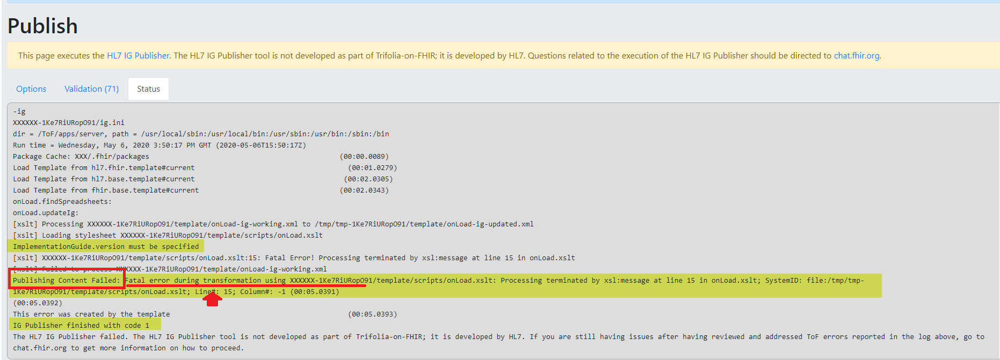 Publish
This page executes the HL7 IG Publisher. The HL7 IG Publisher tool is not developed as part of Trifolia-on-FHIR; it is developed by HL7. Questions related to the execution of the HL7 IG Publisher should be directed to chat.fhir.org.
Options Validation (71) Status
-ig
XXXXXX-1Ke7RiURopO91/ig.ini
dir = /ToF/apps/server, path = /usr/local/sbin:/usr/local/bin:/usr/sbin:/usr/bin:/sbin:/bin
Run time = Wednesday, May 6, 2020 3:50:17 PM GMT (2020-05-06T15:50:17Z)
Package Cache: XXX/.fhir/packages (00:00.0089)
Load Template from hl7.fhir.template#current (00:01.0279)
Load Template from hl7.base.template#current (00:02.0305)
Load Template from fhir.base.template#current (00:02.0343)
onLoad.findSpreadsheets:
onLoad.updateIg:
[xslt] Processing XXXXXX-1Ke7RiURopO91/template/onLoad-ig-working.xml to /tmp/tmp-1Ke7RiURopO91/template/onLoad-ig-updated.xml
[xslt] Loading stylesheet XXXXXX-1Ke7RiURopO91/template/scripts/onLoad.xslt
ImplementationGuide.version must be specified
[xslt] XXXXXX-1Ke7RiURopO91/template/scripts/onLoad.xslt:15: Fatal Error! Processing terminated by xsl:message at line 15 in onLoad.xslt
[xslt] Failed to process XXXXXX-1Ke7RiURopO91/template/onLoad-ig-working.xml
Publishing Content Failed: Fatal error during transformation using XXXXXX-1Ke7RiURopO91/template/scripts/onLoad.xslt: Processing terminated by xsl:message at line 15 in onLoad.xslt; SystemID: file:/tmp/tmp-
1Ke7RiURopO91/template/scripts/onLoad.xslt; Line#: 15; Column#: -1 (00:05.0391)
(00:05.0392)
This error was created by the template (00:05.0393)
IG Publisher finished with code 1
The HL7 IG Publisher failed. The HL7 IG Publisher tool is not developed as part of Trifolia-on-FHIR; it is developed by HL7. If you are still having issues after having reviewed and addressed ToF errors reported in the log above, go to
chat.fhir.org to get more information on how to proceed.